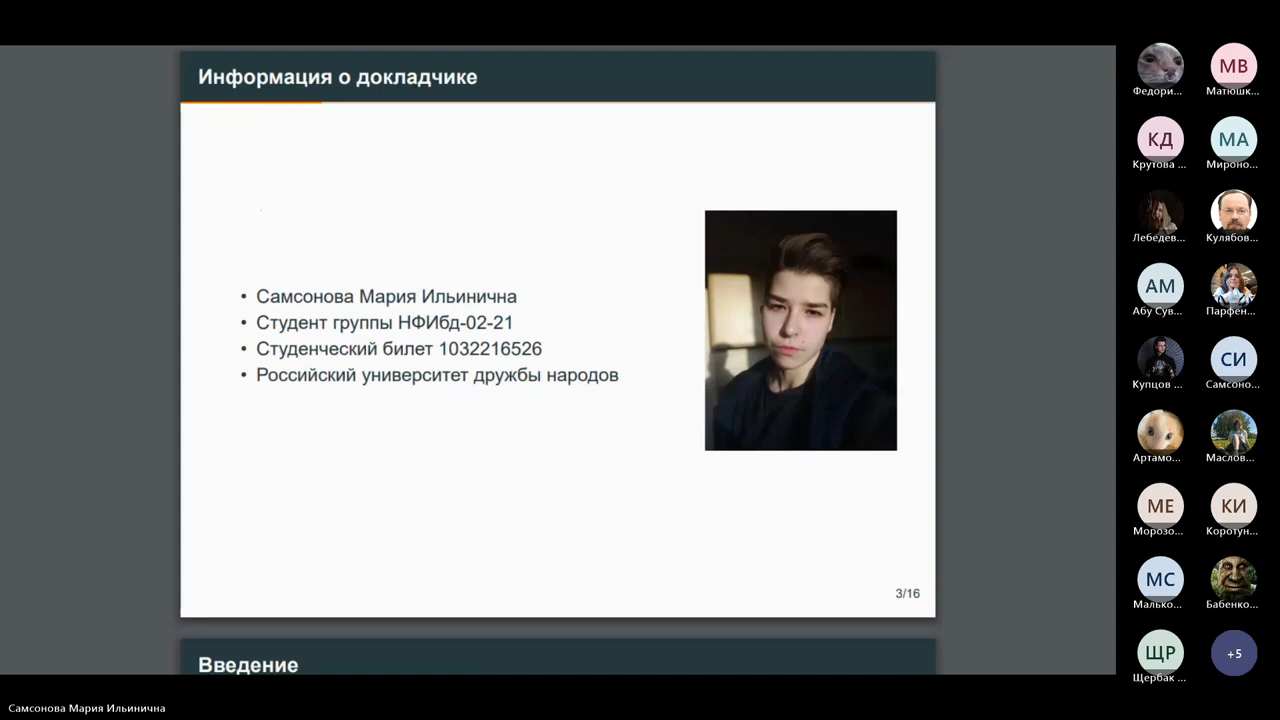 Информация о докладчике
• Самсонова Мария Ильинична
• Студент группы НФИбд-02-21
• Студенческий билет 1032216526
• Российский университет дружбы народов
3/16
Введение
Самсонова Мария Ильинична
Федори...
МВ
Матюшк...
КД
Крутова ...
МА
Мироно...
Лебедев...
Кулябов...
АМ
Абу Сув...
Парфён...
Купцов ...
СИ
Самсоно...
Артамо...
Маслов...
МЕ
Морозо...
КИ
Коротун...
МС
Малько...
Бабенко...
ЩР
Щербак ...
+5